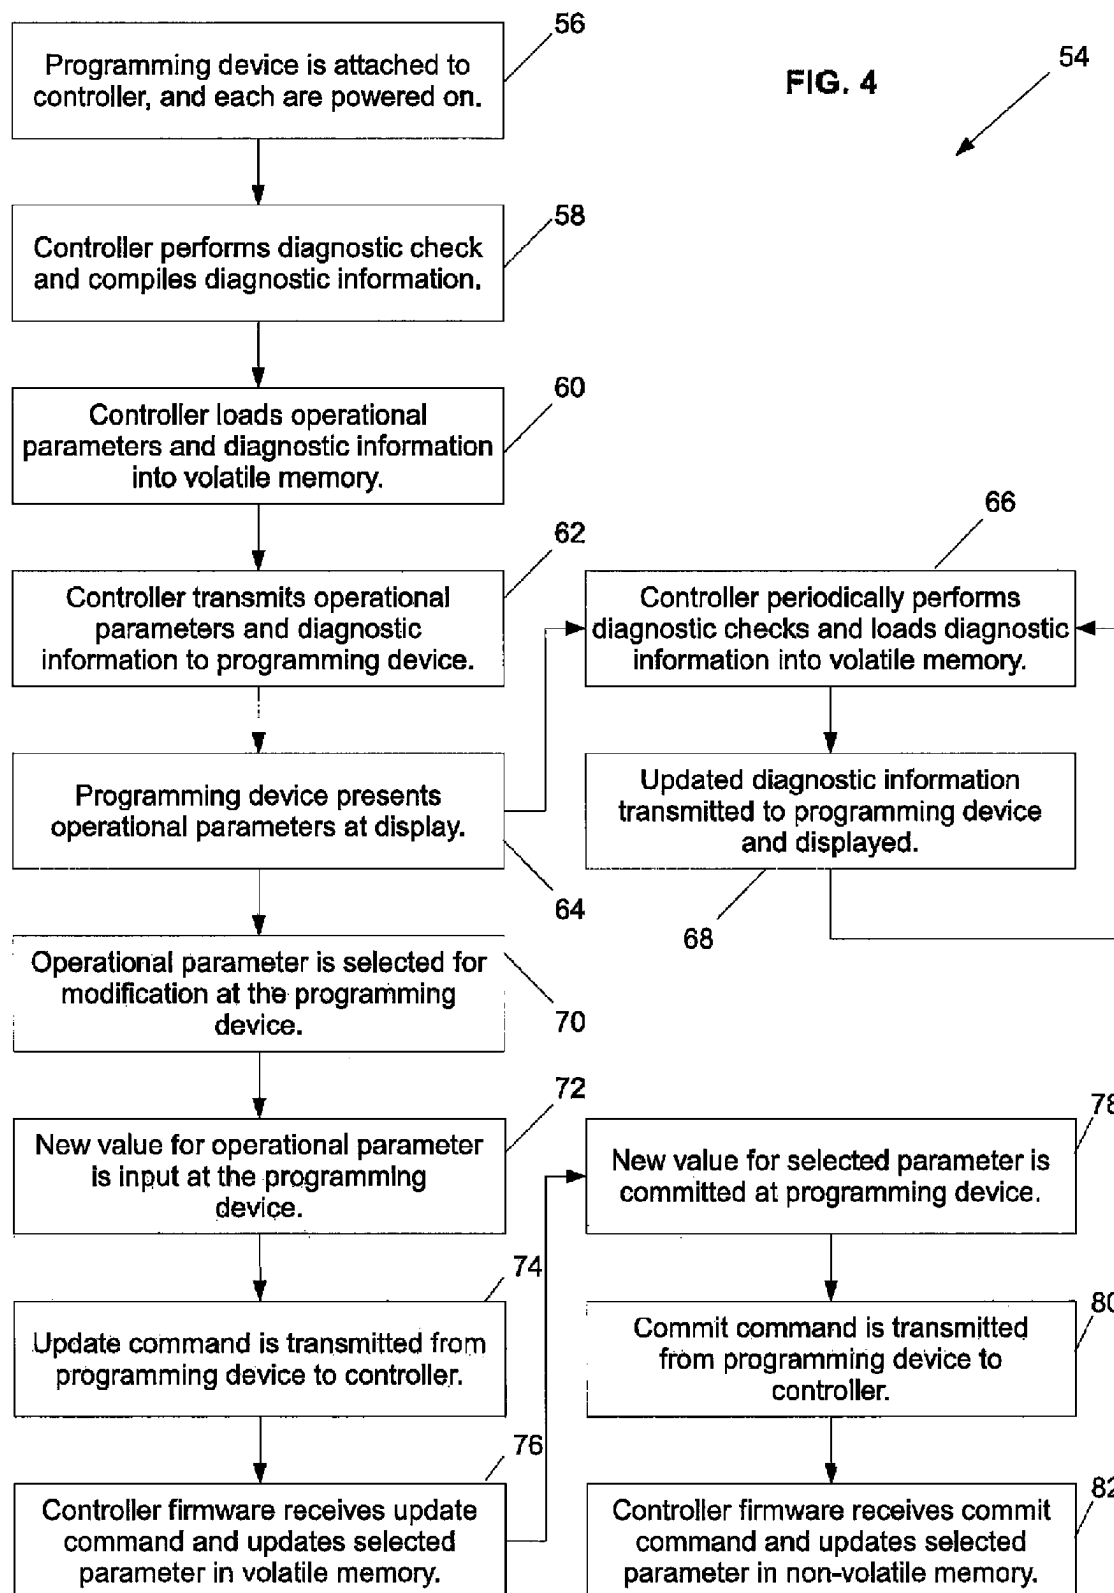 56
Programming device is attached to
controller, and each are powered on.
FIG. 4
54
58
Controller performs diagnostic check
and compiles diagnostic information.
60
Controller loads operational
parameters and diagnostic information
into volatile memory.
62
Controller transmits operational
parameters and diagnostic
information to programming device.
66
Controller periodically performs
diagnostic checks and loads diagnostic
information into volatile memory.
Programming device presents
operational parameters at display.
64
Updated diagnostic information
transmitted to programming device
and displayed.
68
Operational parameter is selected for
modification at the programming
device.
70
72
New value for operational parameter
is input at the programming
device.
74
Update command is transmitted from
programming device to controller.
76
Controller firmware receives update
command and updates selected
parameter in volatile memory.
78
New value for selected parameter is
committed at programming device.
80
Commit command is transmitted
from programming device to
controller.
82
Controller firmware receives commit
command and updates selected
parameter in non-volatile memory.